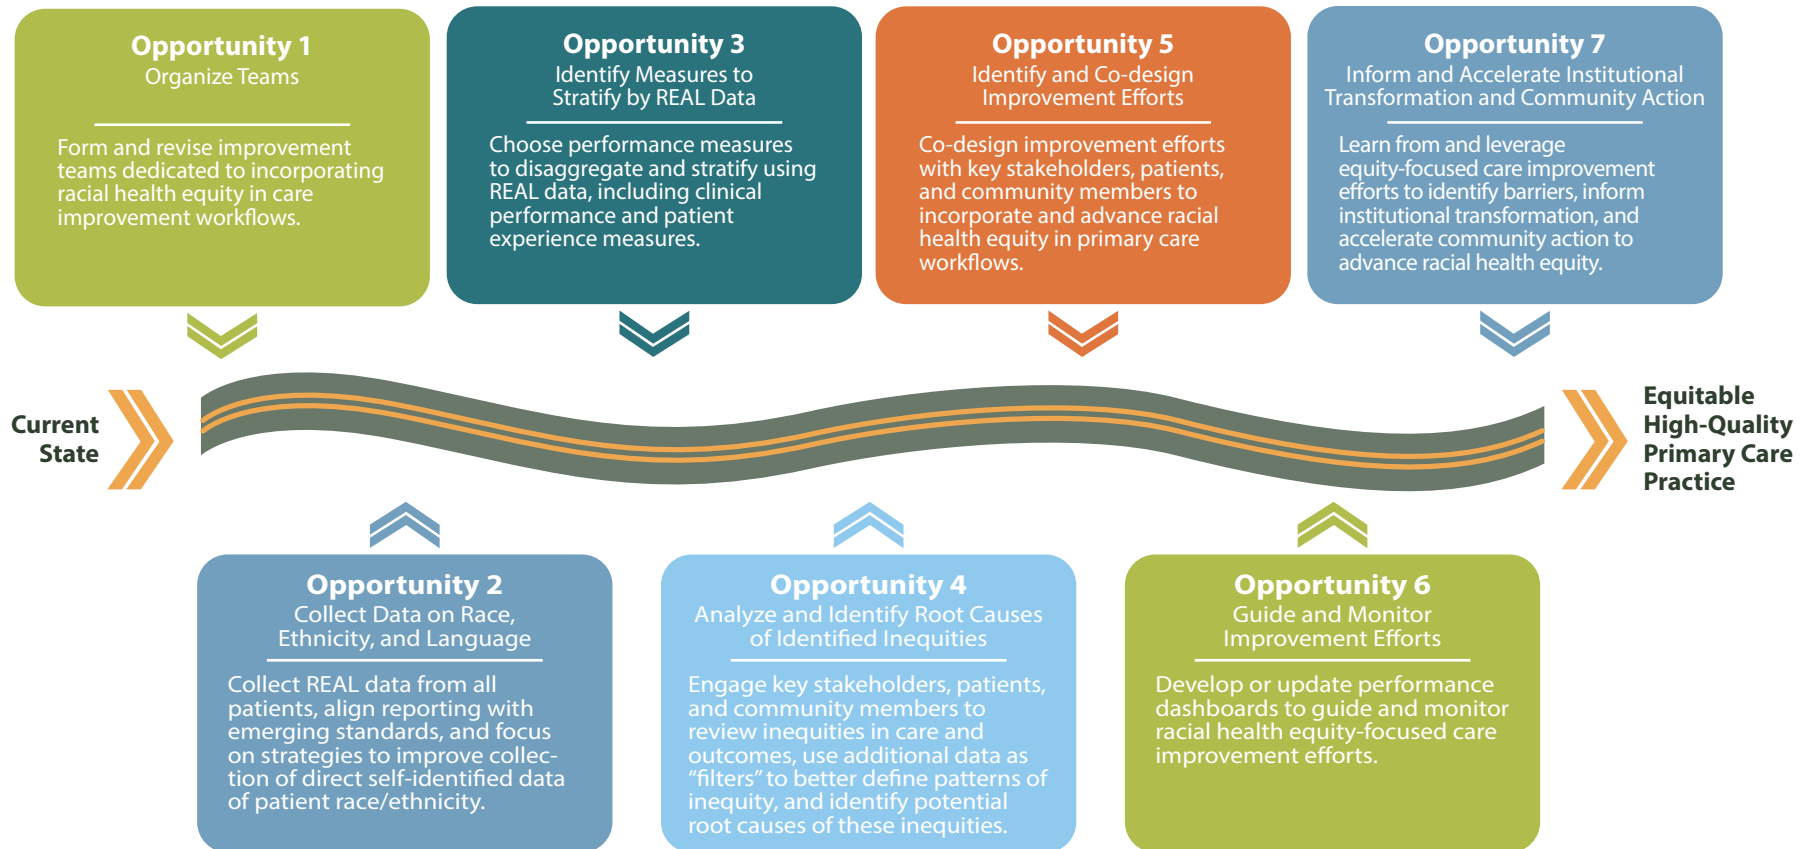 Opportunity 1
Organize Teams
Form and revise improvement
teams dedicated to incorporating
racial health equity in care
improvement workflows.
Opportunity 3
Identify Measures to
Stratify by REAL Data
Choose performance measures
to disaggregate and stratify using
REAL data, including clinical
performance and patient
experience measures.
Opportunity 5
Identify and Co-design
Improvement Efforts
Co-design improvement efforts
with key stakeholders, patients,
and community members to
incorporate and advance racial
health equity in primary care
workflows.
Opportunity 7
Inform and Accelerate Institutional
Transformation and Community Action
Learn from and leverage
equity-focused care improvement
efforts to identify barriers, inform
institutional transformation, and
accelerate community action to
advance racial health equity.
Current
State
Equitable
High-Quality
Primary Care
Practice
Opportunity 2
Collect Data on Race,
Ethnicity, and Language
Collect REAL data from all
patients, align reporting with
emerging standards, and focus
on strategies to improve collec-
tion of direct self-identified data
of patient race/ethnicity.
Opportunity 4
Analyze and Identify Root Causes
of Identified Inequities
Engage key stakeholders, patients,
and community members to
review inequities in care and
outcomes, use additional data as
“filters” to better define patterns of
inequity, and identify potential
root causes of these inequities.
Opportunity 6
Guide and Monitor
Improvement Efforts
Develop or update performance
dashboards to guide and monitor
racial health equity-focused care
improvement efforts.